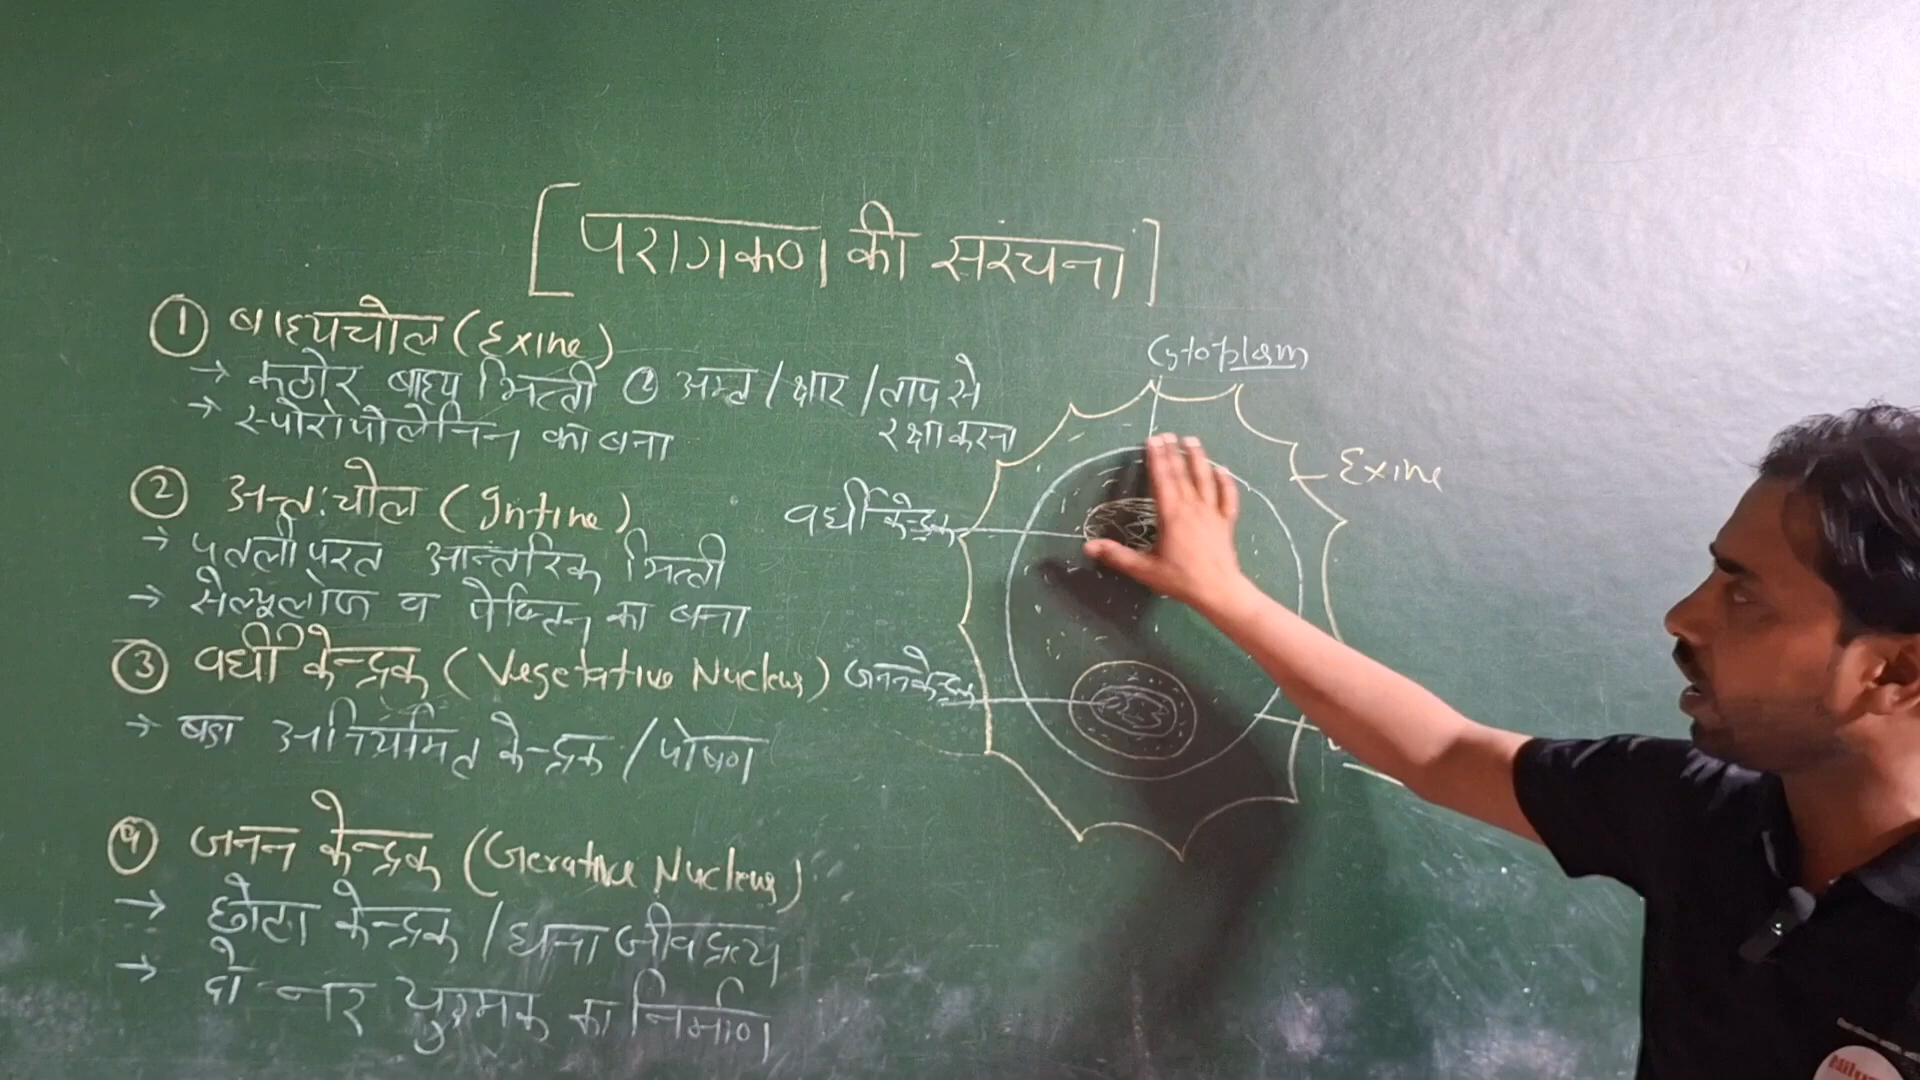 [परागकण की संरचना]
① बाह्यचोल (Exine)
→ कठोर बाह्य भित्ती ② अम्ल / क्षार / ताप से
रक्षा करना
→ स्पोरोपोलेनिन का बना
② अन्तः चोल (Intine)
→ पतली परत आन्तरिक भित्ती
→ सेल्यूलोज व पेक्टिन का बना
③ वर्धी केन्द्रक (Vegetative Nucleus)
→ बडा अनियमित केन्द्रक / पोषण
④ जनन केन्द्रक (Gerative Nucleus)
→ छोटा केन्द्रक / घना जीवद्रव्य
→ दो नर युग्मक का निर्माण
Cytoplasm
Exine
वर्धी केन्द्रक
जनन केन्द्रक